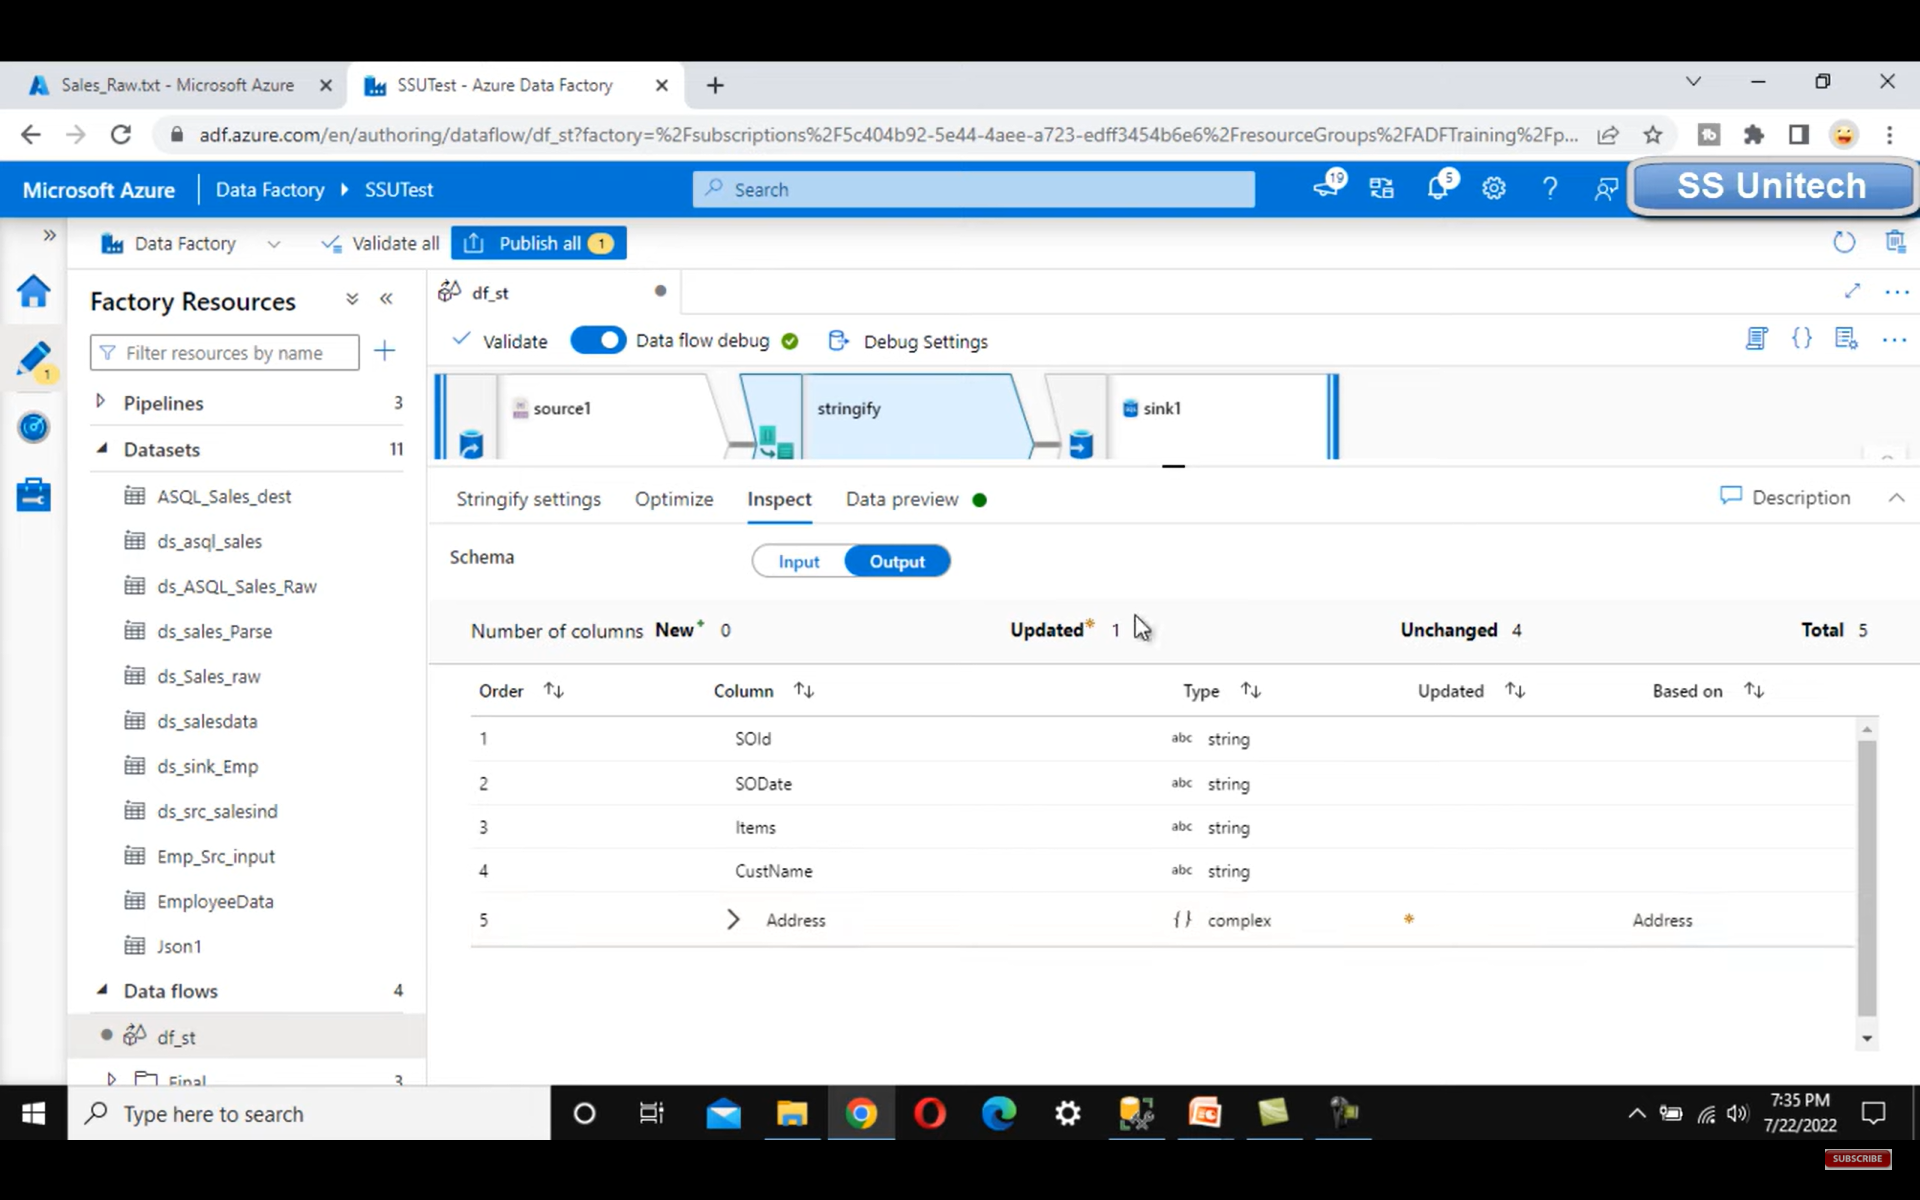 Sales_Raw.txt - Microsoft Azure
SSUTest - Azure Data Factory
adf.azure.com/en/authoring/dataflow/df_st?factory=%2Fsubscriptions%2F5c404b92-5e44-4aee-a723-edff3454b6e6%2FresourceGroups%2FADFTraining%2Fp...
Microsoft Azure
Data Factory
SSUTest
Search
19
5
SS Unitech
Data Factory
Validate all
Publish all
1
Factory Resources
df_st
Filter resources by name
1
Validate
Data flow debug
Debug Settings
source1
stringify
sink1
Pipelines 3
Datasets 11
ASQL_Sales_dest
ds_asql_sales
ds_ASQL_Sales_Raw
ds_sales_Parse
ds_Sales_raw
ds_salesdata
ds_sink_Emp
ds_src_salesind
Emp_Src_input
EmployeeData
Json1
Data flows 4
df_st
Final 3
Stringify settings
Optimize
Inspect
Data preview
Description
Schema
Input
Output
Number of columns New+ 0 Updated* 1 Unchanged 4 Total 5
Order Column Type Updated Based on
1 SOId abc string
2 SODate abc string
3 Items abc string
4 CustName abc string
5 Address {} complex * Address
Type here to search
7:35 PM
7/22/2022
SUBSCRIBE